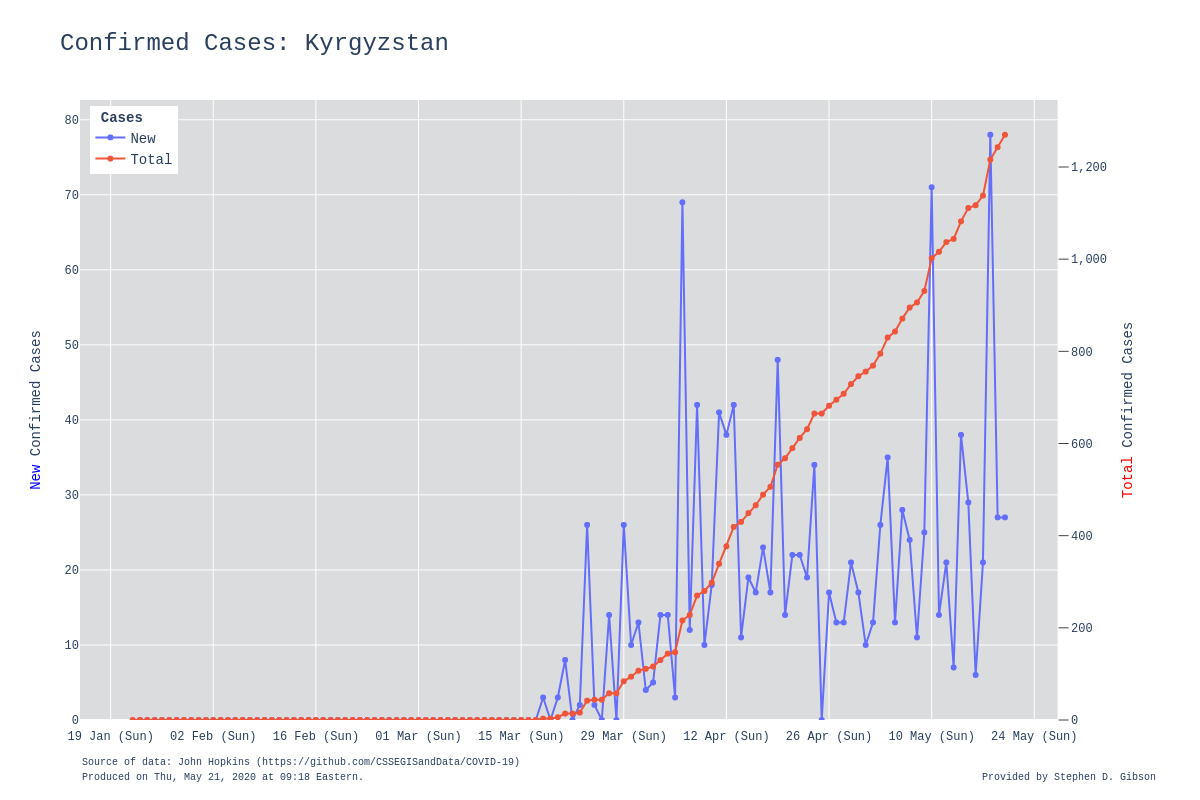 Confirmed Cases: Kyrgyzstan
Cases
New
Total
80
70
60
50
40
30
20
10
0
New Confirmed Cases
1,200
1,000
800
600
400
200
0
Total Confirmed Cases
19 Jan (Sun) 02 Feb (Sun) 16 Feb (Sun) 01 Mar (Sun) 15 Mar (Sun) 29 Mar (Sun) 12 Apr (Sun) 26 Apr (Sun) 10 May (Sun) 24 May (Sun)
Source of data: John Hopkins (https://github.com/CSSEGISandData/COVID-19)
Produced on Thu, May 21, 2020 at 09:18 Eastern.
Provided by Stephen D. Gibson